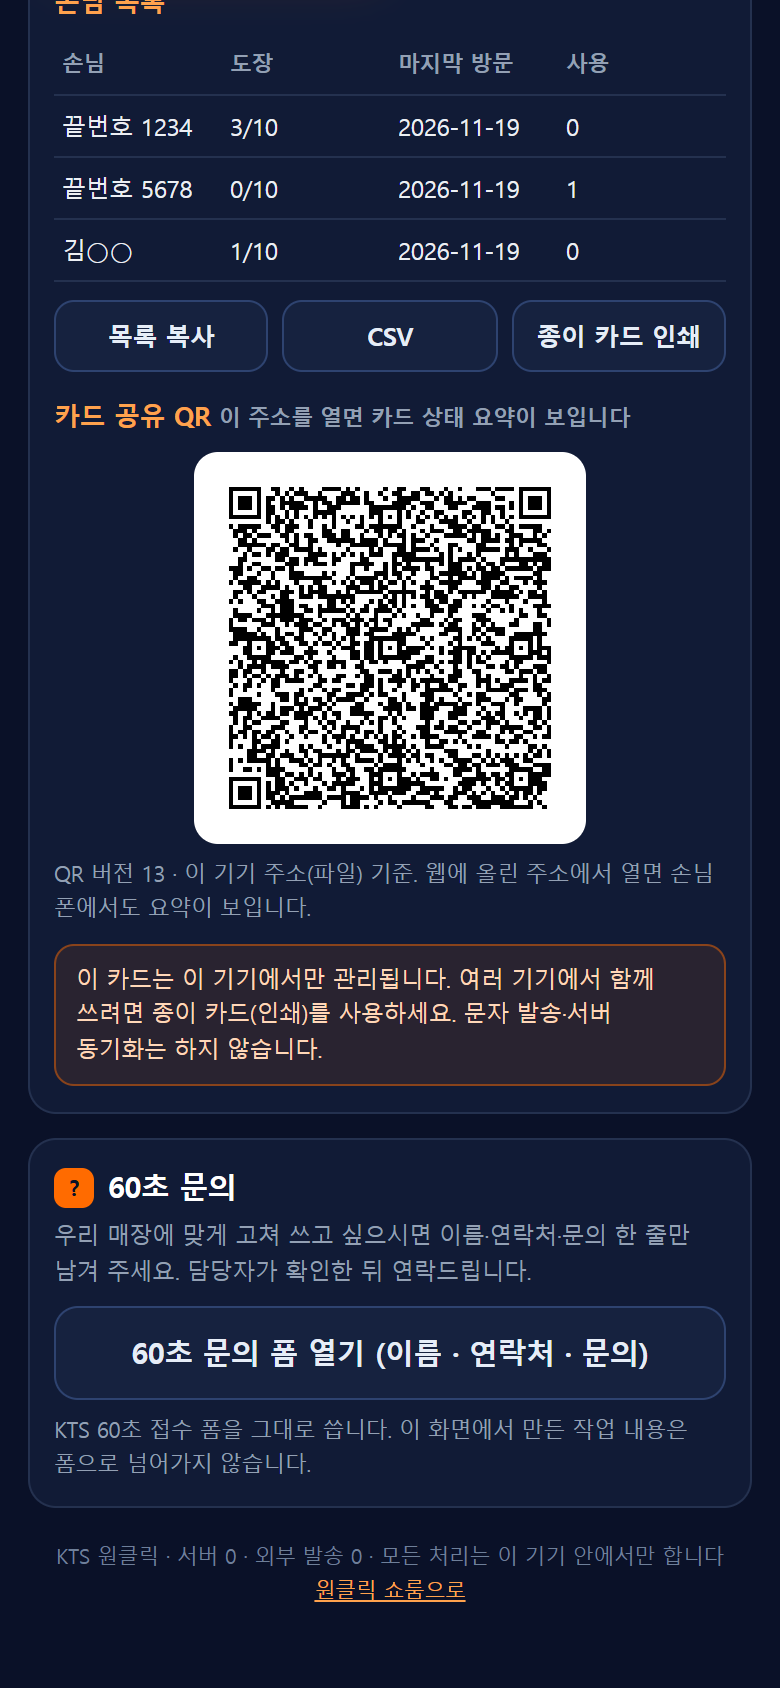 손님 목록
손님 도장 마지막 방문 사용
끝번호 1234 3/10 2026-11-19 0
끝번호 5678 0/10 2026-11-19 1
김○○ 1/10 2026-11-19 0
목록 복사 CSV 종이 카드 인쇄
카드 공유 QR 이 주소를 열면 카드 상태 요약이 보입니다
QR 버전 13 · 이 기기 주소(파일) 기준. 웹에 올린 주소에서 열면 손님
폰에서도 요약이 보입니다.
이 카드는 이 기기에서만 관리됩니다. 여러 기기에서 함께
쓰려면 종이 카드(인쇄)를 사용하세요. 문자 발송·서버
동기화는 하지 않습니다.
? 60초 문의
우리 매장에 맞게 고쳐 쓰고 싶으시면 이름·연락처·문의 한 줄만
남겨 주세요. 담당자가 확인한 뒤 연락드립니다.
60초 문의 폼 열기 (이름 · 연락처 · 문의)
KTS 60초 접수 폼을 그대로 씁니다. 이 화면에서 만든 작업 내용은
폼으로 넘어가지 않습니다.
KTS 원클릭 · 서버 0 · 외부 발송 0 · 모든 처리는 이 기기 안에서만 합니다
원클릭 쇼룸으로